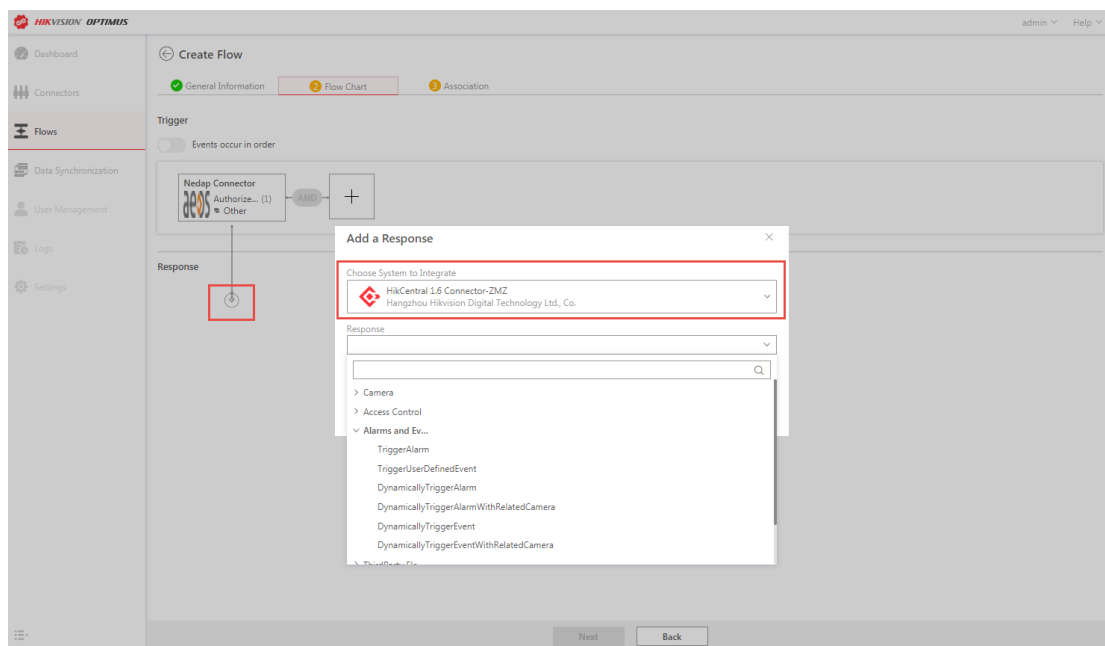 HIKVISION OPTIMUS
admin
Help
Dashboard
Connectors
Flows
Data Synchronization
User Management
Logs
Settings
Create Flow
General Information
2 Flow Chart
3 Association
Trigger
Events occur in order
Nedap Connector
aeos
Authorize... (1)
Other
AND
+
Response
Add a Response
×
Choose System to Integrate
HikCentral 1.6 Connector-ZMZ
Hangzhou Hikvision Digital Technology Ltd., Co.
Response
Camera
Access Control
Alarms and Ev...
TriggerAlarm
TriggerUserDefinedEvent
DynamicallyTriggerAlarm
DynamicallyTriggerAlarmWithRelatedCamera
DynamicallyTriggerEvent
DynamicallyTriggerEventWithRelatedCamera
Next
Back